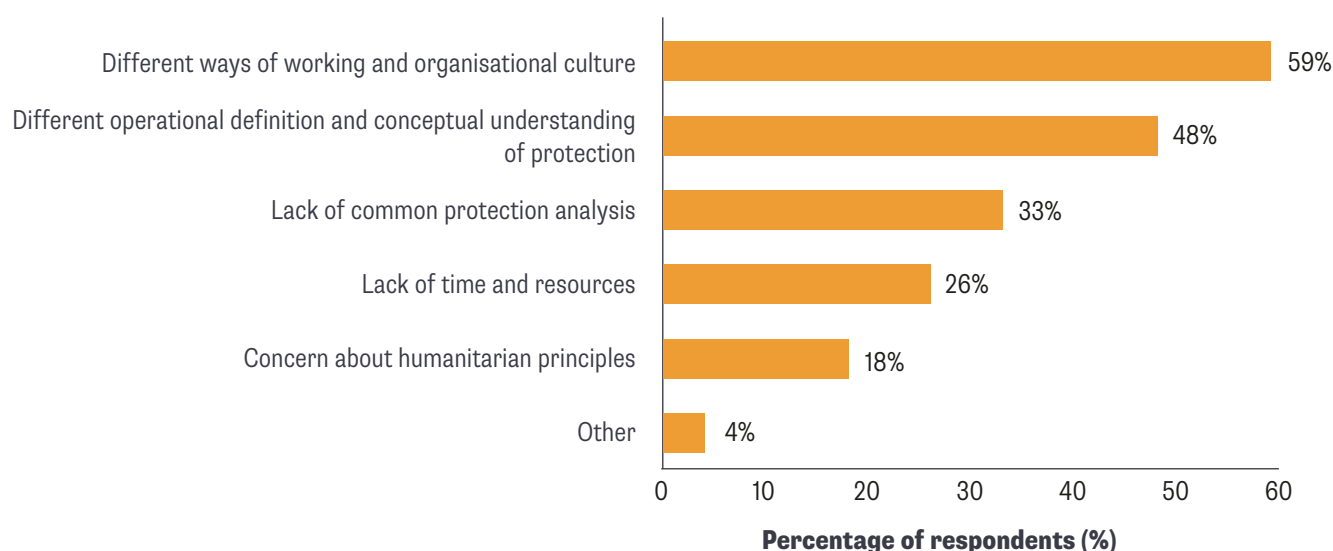 Different ways of working and organisational culture
59%
Different operational definition and conceptual understanding
of protection
48%
Lack of common protection analysis
33%
Lack of time and resources
26%
Concern about humanitarian principles
18%
Other
4%
0 10 20 30 40 50 60
Percentage of respondents (%)